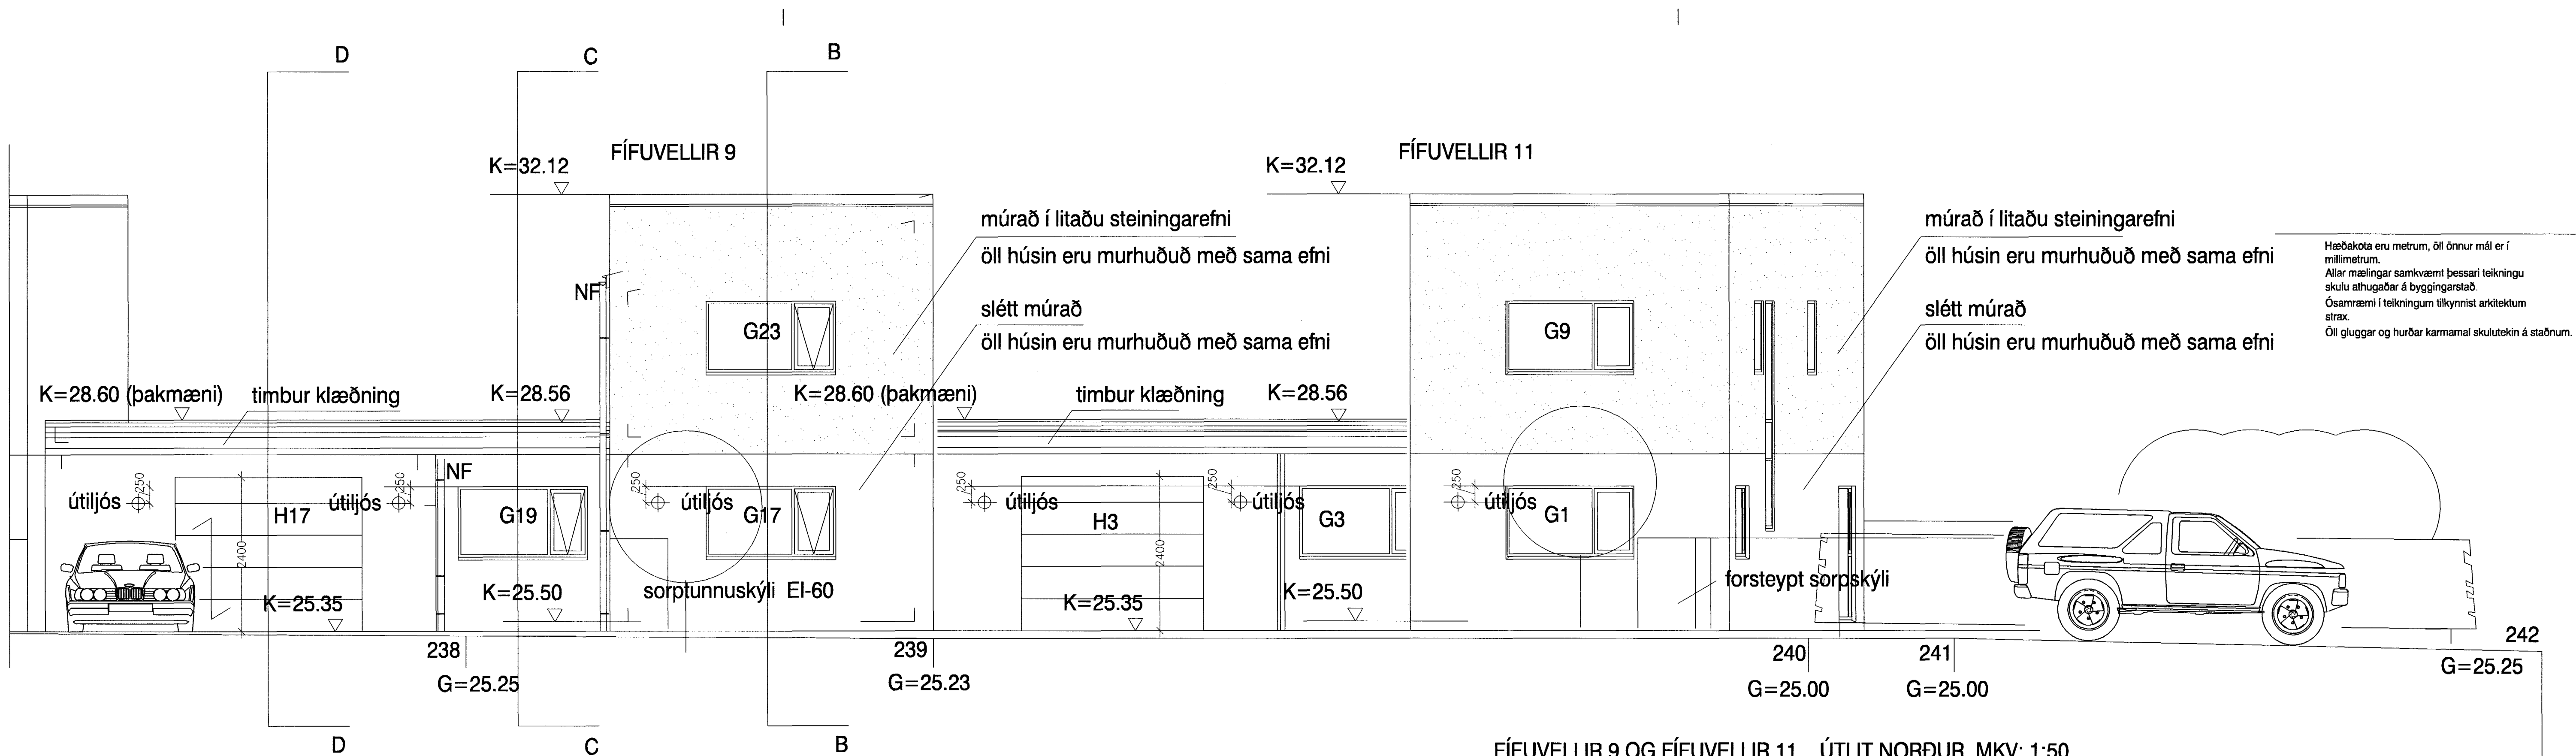 D
C
B
FÍFUVELLIR 9
FÍFUVELLIR 11
K=32.12
K=32.12
múrað í litaðu steiningarefni
öll húsin eru murhuðuð með sama efni
slétt múrað
öll húsin eru murhuðuð með sama efni
múrað í litaðu steiningarefni
öll húsin eru murhuðuð með sama efni
slétt múrað
öll húsin eru murhuðuð með sama efni
Hæðakota eru metrum, öll önnur mál er í
millimetrum.
Allar mælingar samkvæmt þessari teikningu
skulu athugaðar á byggingarstað.
Ósamræmi í teikningum tilkynnist arkitektum
strax.
Öll gluggar og hurðar karmamal skulutekin á staðnum.
NF
G23
G9
K=28.60 (þakmæni)
timbur klæðning
K=28.56
K=28.60 (þakmæni)
timbur klæðning
K=28.56
NF
250
250
250
250
250
250
útiljós
H17
útiljós
G19
útiljós
G17
útiljós
H3
útiljós
G3
útiljós
G1
2400
2400
K=25.35
K=25.50
sorptunnuskýli EI-60
K=25.35
K=25.50
forsteypt sorpskýli
238
G=25.25
239
G=25.23
240
G=25.00
241
G=25.00
242
G=25.25
D
C
B
FÍFUVELLIR 9 OG FÍFUVELLIR 11 ÚTLIT NORÐUR MKV: 1:50